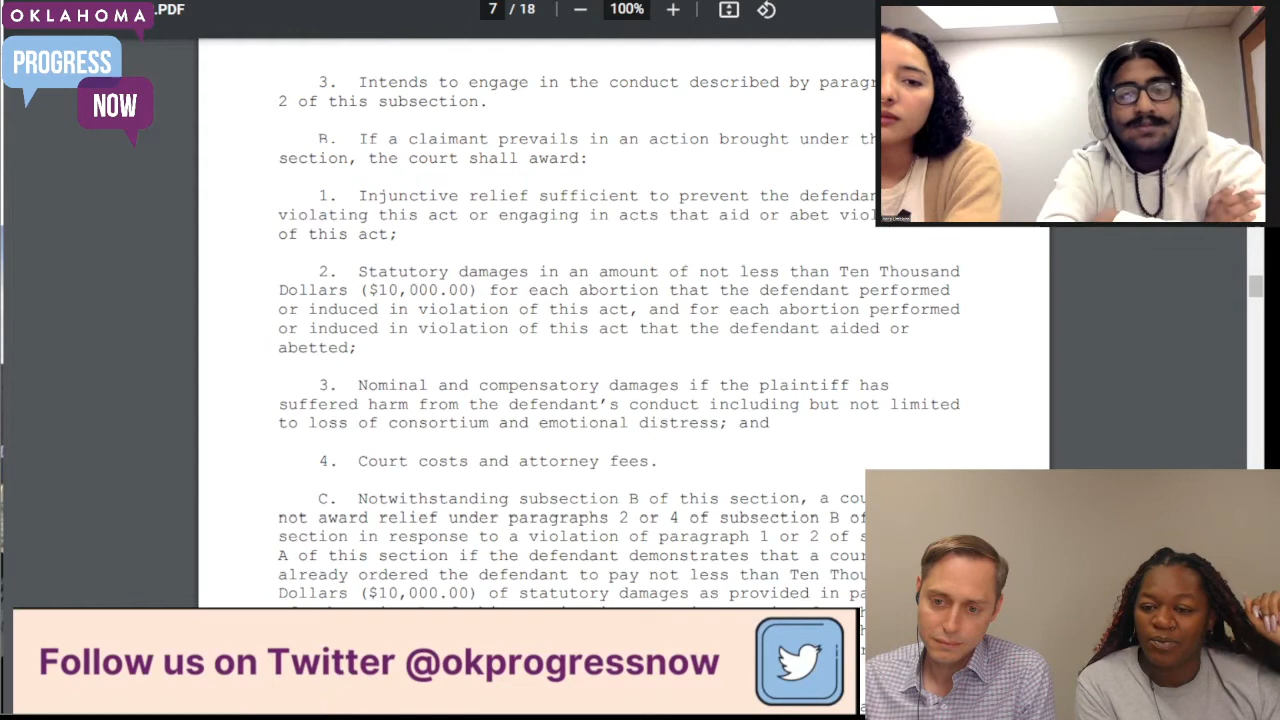 OKLAHOMA
PROGRESS
NOW
.PDF
7 / 18
100%
3. Intends to engage in the conduct described by paragr
2 of this subsection.
B. If a claimant prevails in an action brought under th
section, the court shall award:
1. Injunctive relief sufficient to prevent the defendan
violating this act or engaging in acts that aid or abet viol
of this act;
2. Statutory damages in an amount of not less than Ten Thousand
Dollars ($10,000.00) for each abortion that the defendant performed
or induced in violation of this act, and for each abortion performed
or induced in violation of this act that the defendant aided or
abetted;
3. Nominal and compensatory damages if the plaintiff has
suffered harm from the defendant’s conduct including but not limited
to loss of consortium and emotional distress; and
4. Court costs and attorney fees.
C. Notwithstanding subsection B of this section, a cou
not award relief under paragraphs 2 or 4 of subsection B of
section in response to a violation of paragraph 1 or 2 of s
A of this section if the defendant demonstrates that a cour
already ordered the defendant to pay not less than Ten Thou
Dollars ($10,000.00) of statutory damages as provided in pa
Follow us on Twitter @okprogressnow